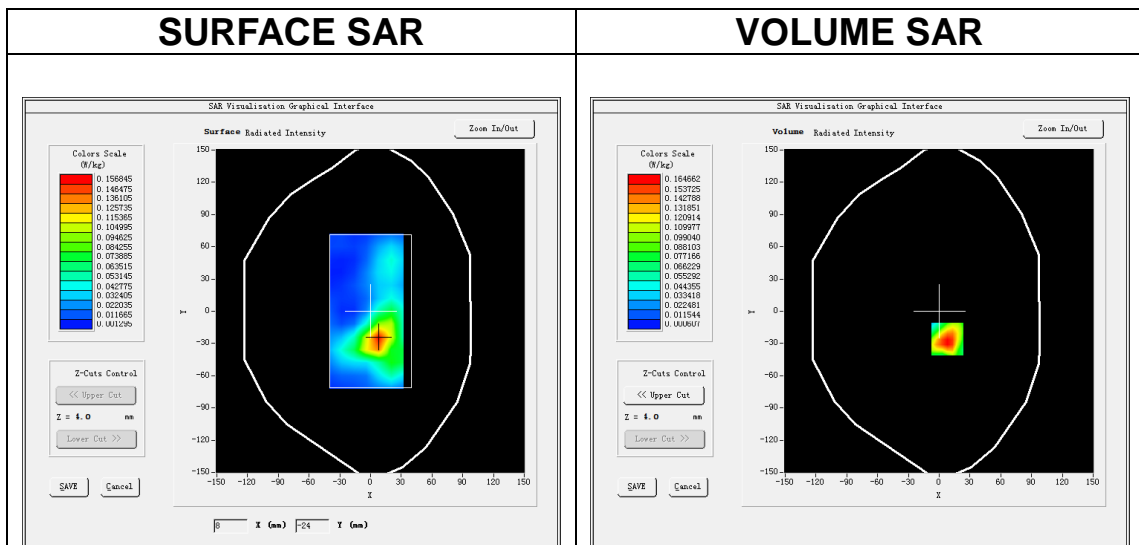 SURFACE SAR
VOLUME SAR
SAR Visualisation Graphical Interface
Surface Radiated Intensity
Zoom In/Out
Colors Scale
(W/kg)
0.156845
0.146475
0.136105
0.125735
0.115365
0.104995
0.094625
0.084255
0.073885
0.063515
0.053145
0.042775
0.032405
0.022035
0.011665
0.001295
150
120
90
60
30
0
-30
-60
-90
-120
-150
Y
-150 -120 -90 -60 -30 0 30 60 90 120 150
X
Z-Cuts Control
<< Upper Cut
Z = 4.0 mm
Lower Cut >>
SAVE Cancel
8 X (mm) -24 Y (mm)
SAR Visualisation Graphical Interface
Volume Radiated Intensity
Zoom In/Out
Colors Scale
(W/kg)
0.164662
0.153725
0.142788
0.131851
0.120914
0.109977
0.099040
0.088103
0.077166
0.066229
0.055292
0.044355
0.033418
0.022481
0.011544
0.000607
150
120
90
60
30
0
-30
-60
-90
-120
-150
Y
-150 -120 -90 -60 -30 0 30 60 90 120 150
X
Z-Cuts Control
<< Upper Cut
Z = 4.0 mm
Lower Cut >>
SAVE Cancel